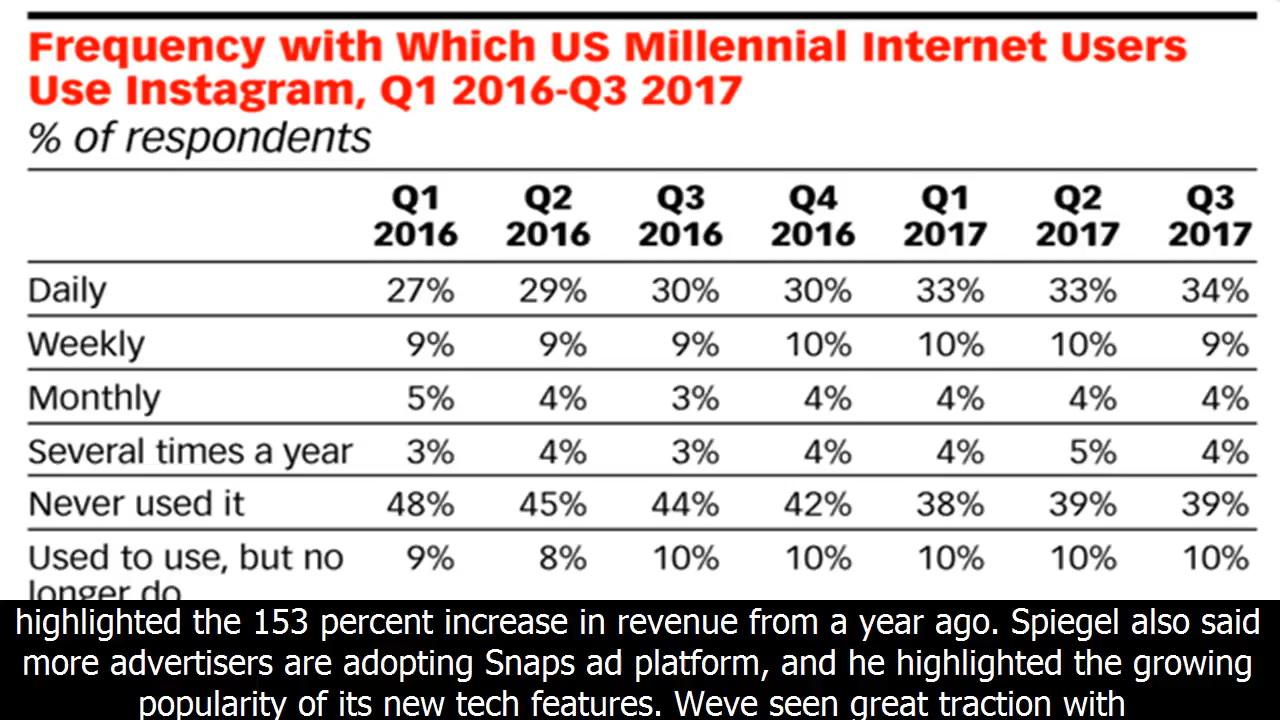 Frequency with Which US Millennial Internet Users
Use Instagram, Q1 2016-Q3 2017
% of respondents
Q1 Q2 Q3 Q4 Q1 Q2 Q3
2016 2016 2016 2016 2017 2017 2017
Daily 27% 29% 30% 30% 33% 33% 34%
Weekly 9% 9% 9% 10% 10% 10% 9%
Monthly 5% 4% 3% 4% 4% 4% 4%
Several times a year 3% 4% 3% 4% 4% 5% 4%
Never used it 48% 45% 44% 42% 38% 39% 39%
Used to use, but no 9% 8% 10% 10% 10% 10% 10%
longer do
highlighted the 153 percent increase in revenue from a year ago. Spiegel also said
more advertisers are adopting Snaps ad platform, and he highlighted the growing
popularity of its new tech features. Weve seen great traction with